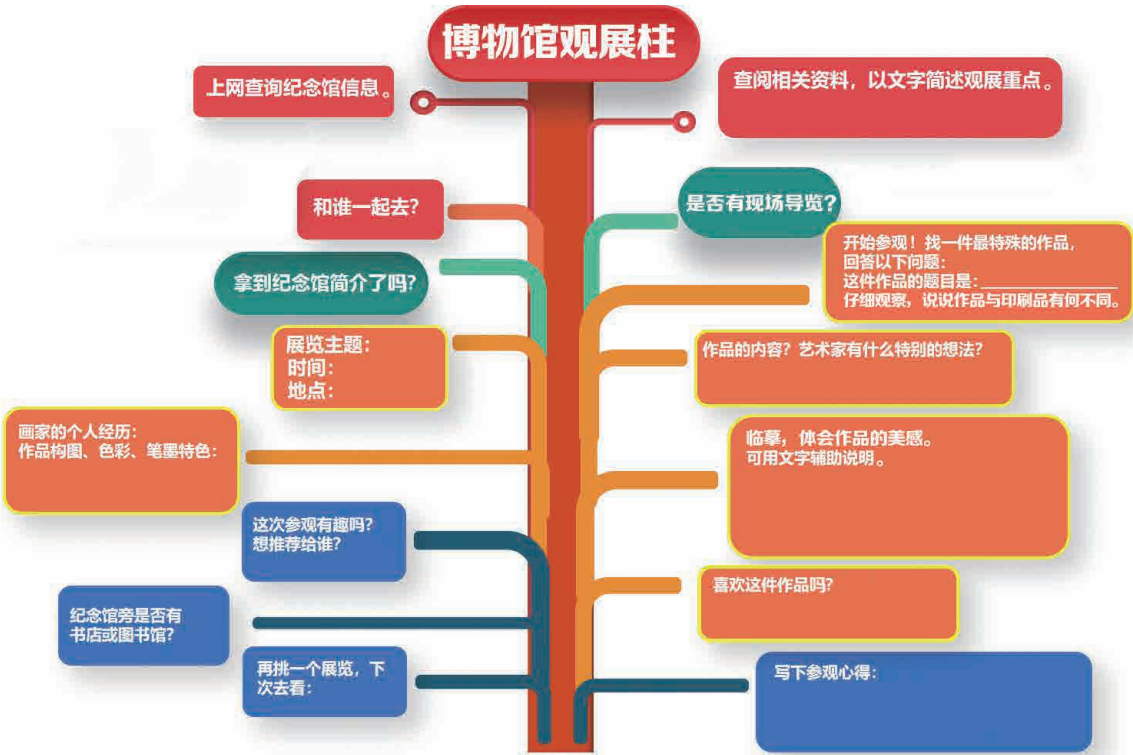 博物馆观展柱
上网查询纪念馆信息。
查阅相关资料，以文字简述观展重点。
和谁一起去？
是否有现场导览？
拿到纪念馆简介了吗？
开始参观！找一件最特殊的作品，
回答以下问题：
这件作品的题目是：________________
仔细观察，说说作品与印刷品有何不同。
展览主题：
时间：
地点：
作品的内容？艺术家有什么特别的想法？
画家的个人经历：
作品构图、色彩、笔墨特色：
临摹，体会作品的美感。
可用文字辅助说明。
这次参观有趣吗？
想推荐给谁？
喜欢这件作品吗？
纪念馆旁是否有
书店或图书馆？
再挑一个展览，下
次去看：
写下参观心得：